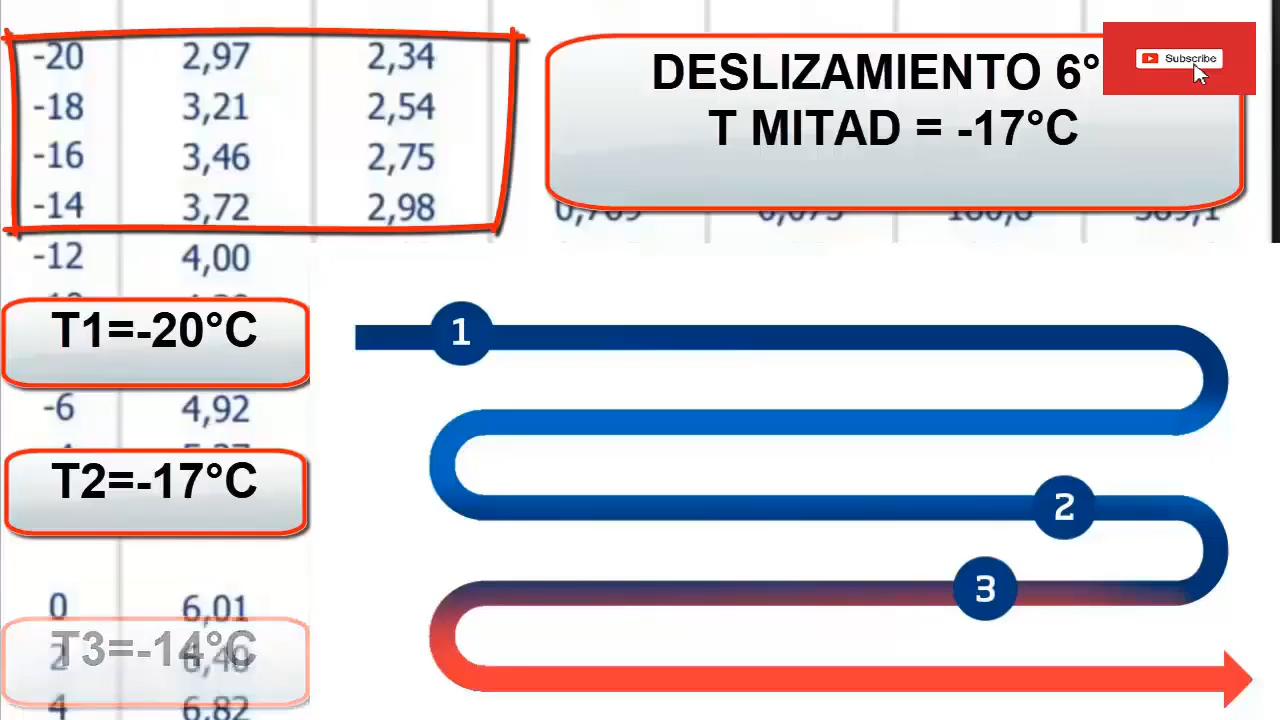 -20 2,97 2,34
-18 3,21 2,54
-16 3,46 2,75
-14 3,72 2,98
-12 4,00
DESLIZAMIENTO 6°
T MITAD = -17°C
Subscribe
T1=-20°C
-6 4,92
T2=-17°C
0 6,01
T3=-14°C
2
4 6,82
1
2
3